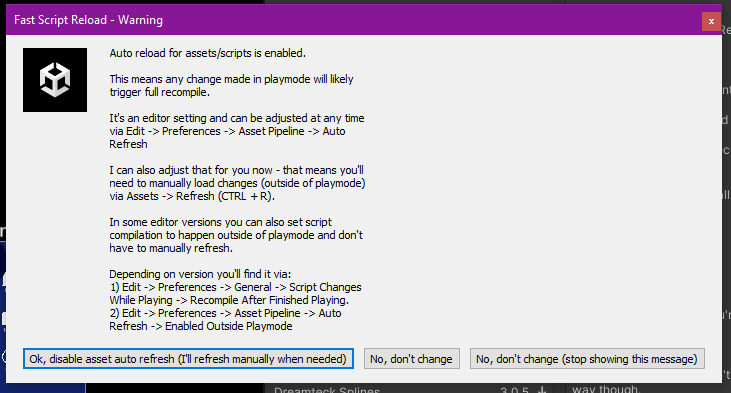 Fast Script Reload - Warning
x
Auto reload for assets/scripts is enabled.
This means any change made in playmode will likely
trigger full recompile.
It's an editor setting and can be adjusted at any time
via Edit -> Preferences -> Asset Pipeline -> Auto
Refresh
I can also adjust that for you now - that means you'll
need to manually load changes (outside of playmode)
via Assets -> Refresh (CTRL + R).
In some editor versions you can also set script
compilation to happen outside of playmode and don't
have to manually refresh.
Depending on version you'll find it via:
1) Edit -> Preferences -> General -> Script Changes
While Playing -> Recompile After Finished Playing.
2) Edit -> Preferences -> Asset Pipeline -> Auto
Refresh -> Enabled Outside Playmode
Ok, disable asset auto refresh (I'll refresh manually when needed)
No, don't change
No, don't change (stop showing this message)
Dreamteck Splines
3.0.5
way though.